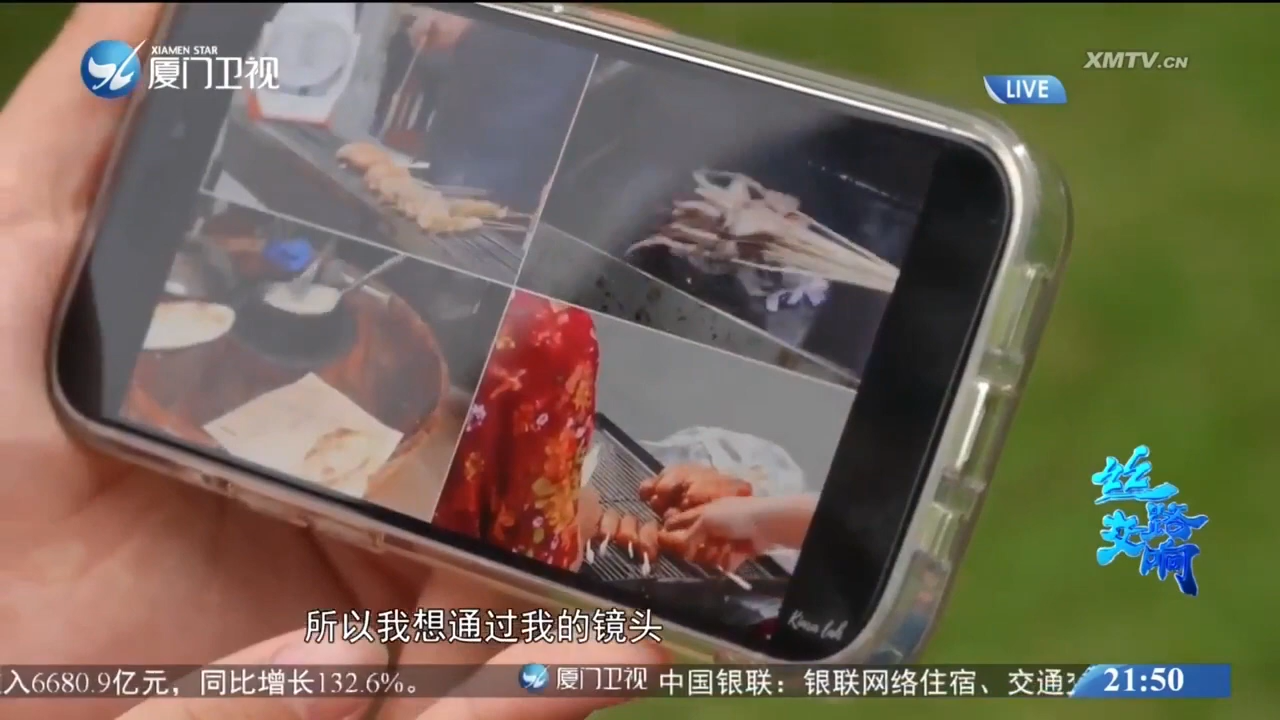 XIAMEN STAR
厦门卫视
XMTV.CN
LIVE
丝路
交响
所以我想通过我的镜头
入6680.9亿元，同比增长132.6%。 厦门卫视 中国银联：银联网络住宿、交通
21:50